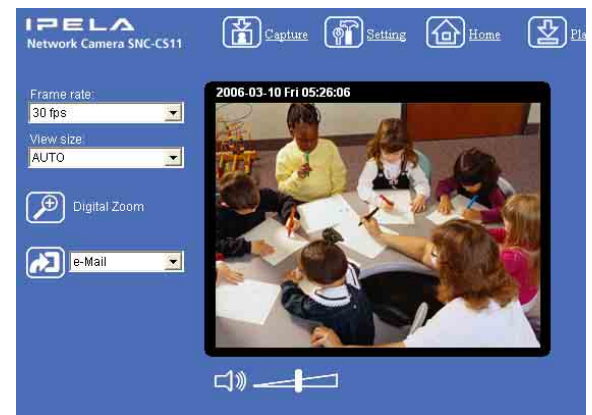 IPELA
Network Camera SNC-CS11
Capture
Setting
Home
Pla
Frame rate:
30 fps
View size:
AUTO
Digital Zoom
e-Mail
2006-03-10 Fri 05:26:06